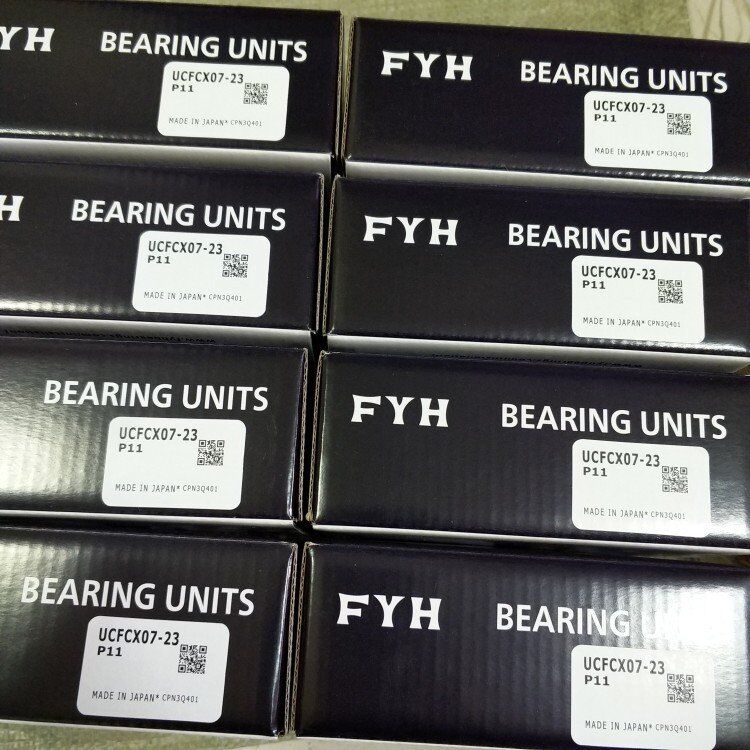 FYH BEARING UNITS
UCFCX07-23
P11
MADE IN JAPAN* CPN3Q401
FYH BEARING UNITS
UCFCX07-23
P11
MADE IN JAPAN* CPN3Q401
H BEARING UNITS
UCFCX07-23
P11
MADE IN JAPAN* CPN3Q401
FYH BEARING UNITS
UCFCX07-23
P11
MADE IN JAPAN* CPN3Q401
BEARING UNITS
UCFCX07-23
P11
MADE IN JAPAN* CPN3Q401
FYH BEARING UNITS
UCFCX07-23
P11
MADE IN JAPAN* CPN3Q401
BEARING UNITS
UCFCX07-23
P11
MADE IN JAPAN* CPN3Q401
FYH BEARING UNITS
UCFCX07-23
P11
MADE IN JAPAN* CPN3Q401